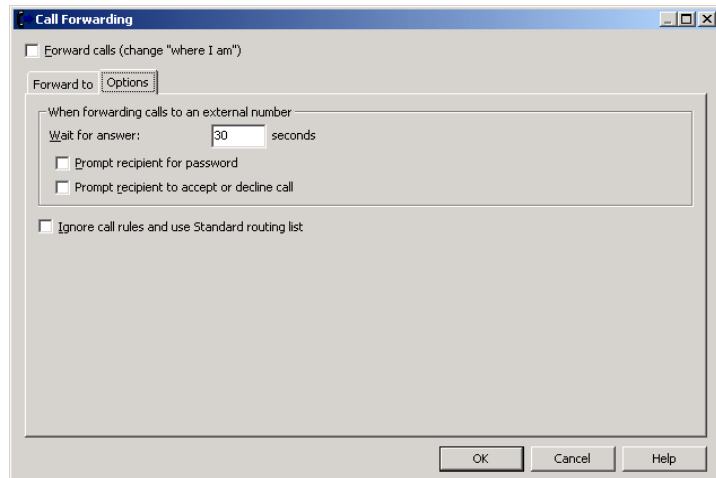 Call Forwarding
Forward calls (change "where I am")
Forward to Options
When forwarding calls to an external number
Wait for answer: 30 seconds
Prompt recipient for password
Prompt recipient to accept or decline call
Ignore call rules and use Standard routing list
OK Cancel Help